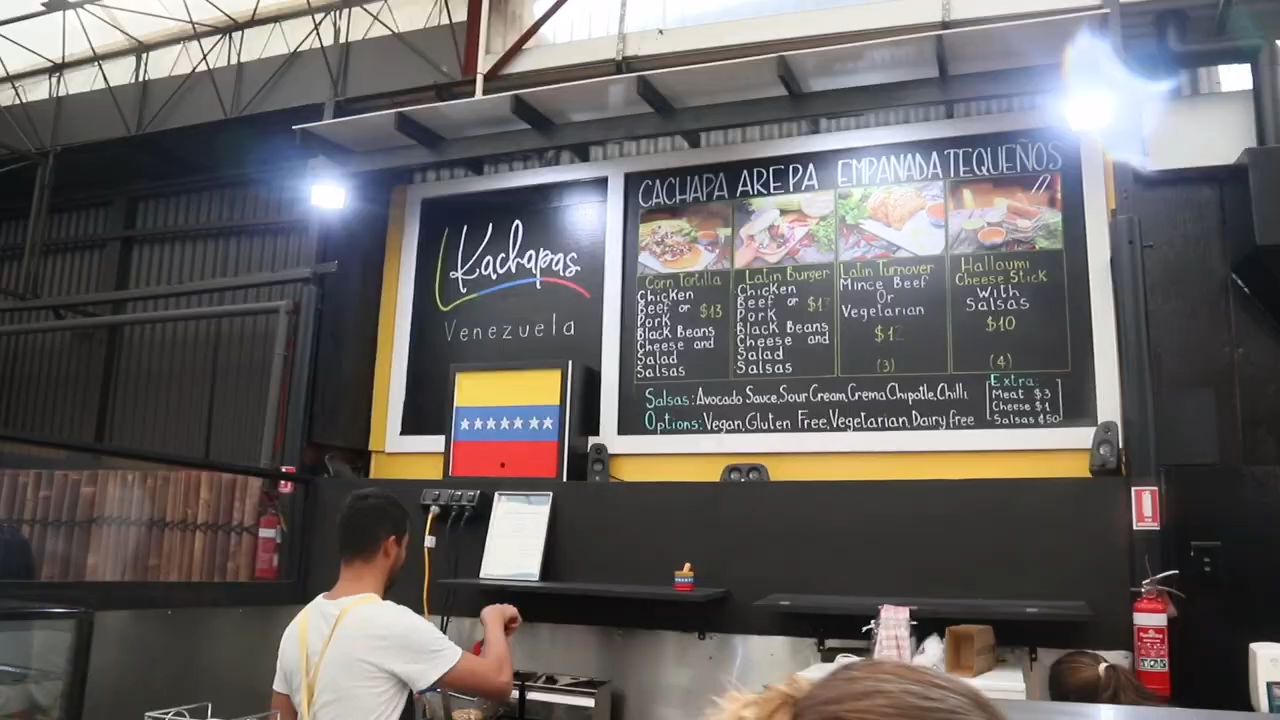 Kachapas
Venezuela
CACHAPA AREPA EMPANADA TEQUEÑOS
Corn Tortilla
Chicken
Beef or $13
Pork
Black Beans
Cheese and
Salad
Salsas
Latin Burger
Chicken
Beef or
Pork
Black Beans
Cheese and
Salad
Salsas
Latin Turnover
Mince Beef
Or
Vegetarian
(3)
Halloumi
Cheese Stick
With
Salsas
$10
(4)
Salsas: Avocado Sauce, Sour Cream, Crema Chipotle, Chilli
Options: Vegan, Gluten Free, Vegetarian, Dairy free
Extra:
Meat $3
Cheese $1
Salsas ¢50